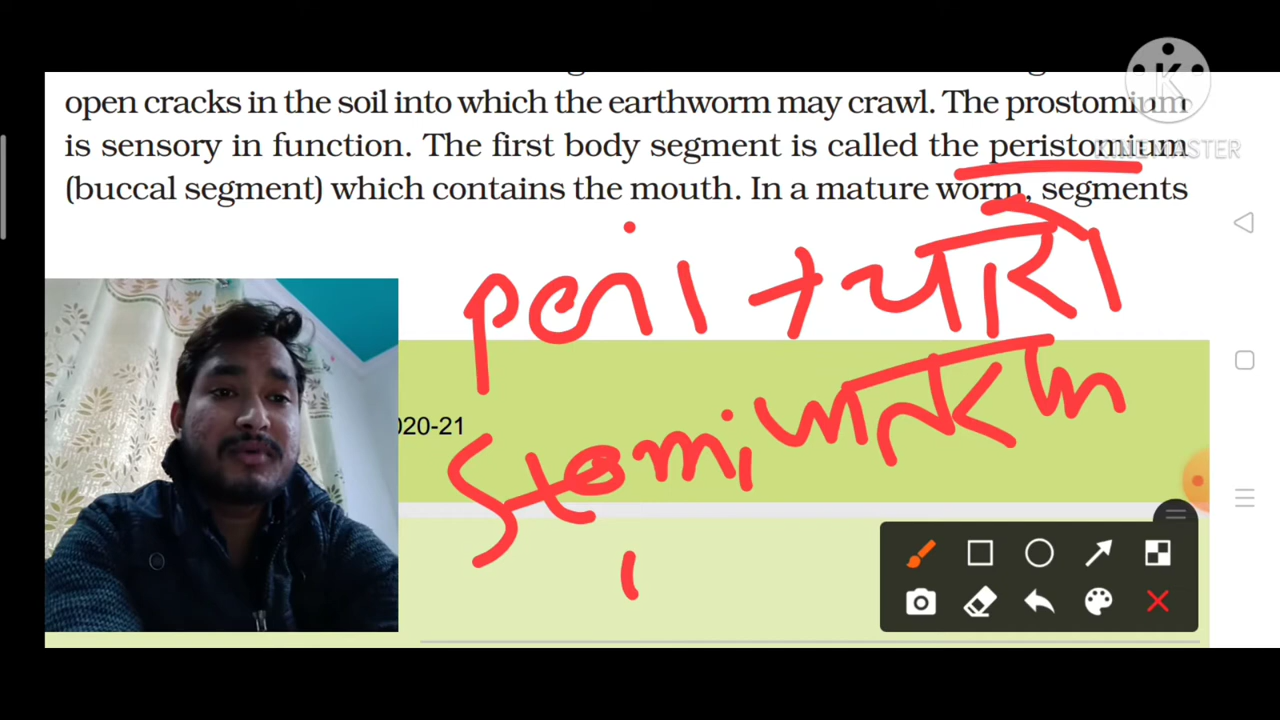 open cracks in the soil into which the earthworm may crawl. The prostomium
is sensory in function. The first body segment is called the peristomium
KINEMASTER
(buccal segment) which contains the mouth. In a mature worm, segments
peri + चारो
020-21
stomi